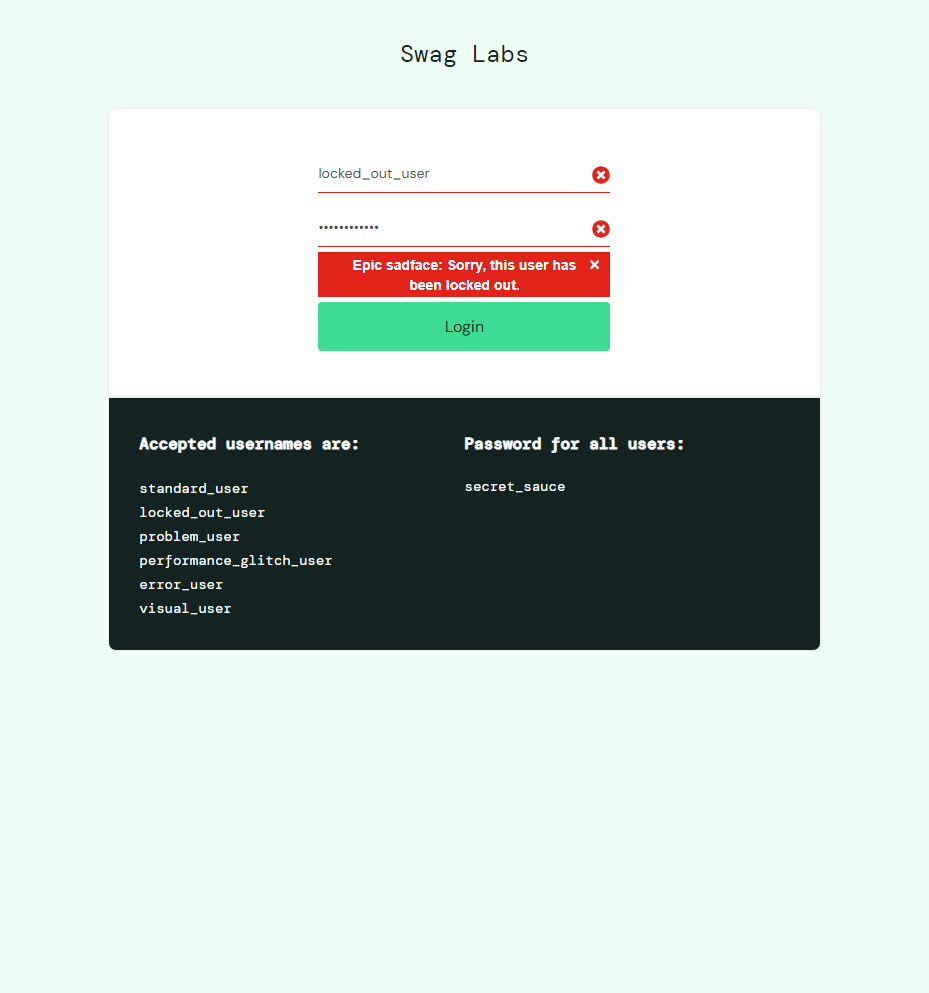 Swag Labs
locked_out_user
••••••••••••
Epic sadface: Sorry, this user has
been locked out.
Login
Accepted usernames are:
standard_user
locked_out_user
problem_user
performance_glitch_user
error_user
visual_user
Password for all users:
secret_sauce